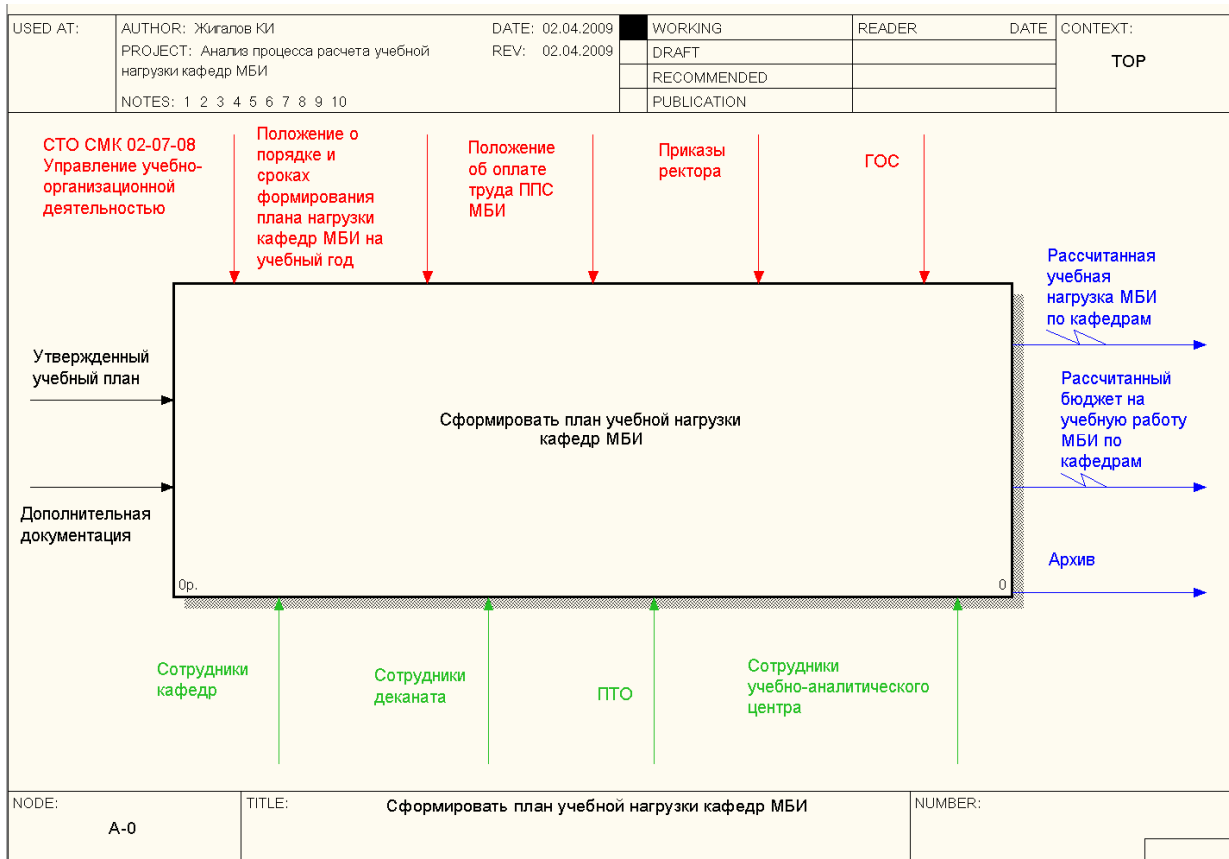 USED AT:
AUTHOR: Жигалов КИ
DATE: 02.04.2009
PROJECT: Анализ процесса расчета учебной
нагрузки кафедр МБИ
REV: 02.04.2009
NOTES: 1 2 3 4 5 6 7 8 9 10
WORKING
DRAFT
RECOMMENDED
PUBLICATION
READER
DATE
CONTEXT:
TOP
СТО СМК 02-07-08
Управление учебно-
организационной
деятельностью
Положение о
порядке и
сроках
формирования
плана нагрузки
кафедр МБИ на
учебный год
Положение
об оплате
труда ППС
МБИ
Приказы
ректора
ГОС
Утвержденный
учебный план
Дополнительная
документация
Сформировать план учебной нагрузки
кафедр МБИ
0р.
0
Рассчитанная
учебная
нагрузка МБИ
по кафедрам
Рассчитанный
бюджет на
учебную работу
МБИ по
кафедрам
Архив
Сотрудники
кафедр
Сотрудники
деканата
ПТО
Сотрудники
учебно-аналитического
центра
NODE:
A-0
TITLE:
Сформировать план учебной нагрузки кафедр МБИ
NUMBER: